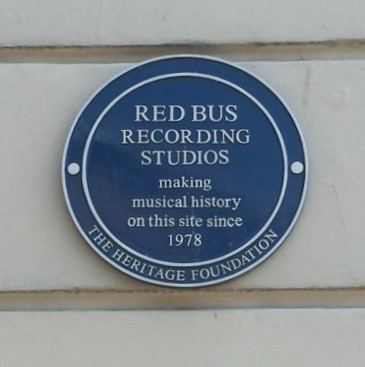 RED BUS
RECORDING
STUDIOS
making
musical history
on this site since
1978
THE HERITAGE FOUNDATION